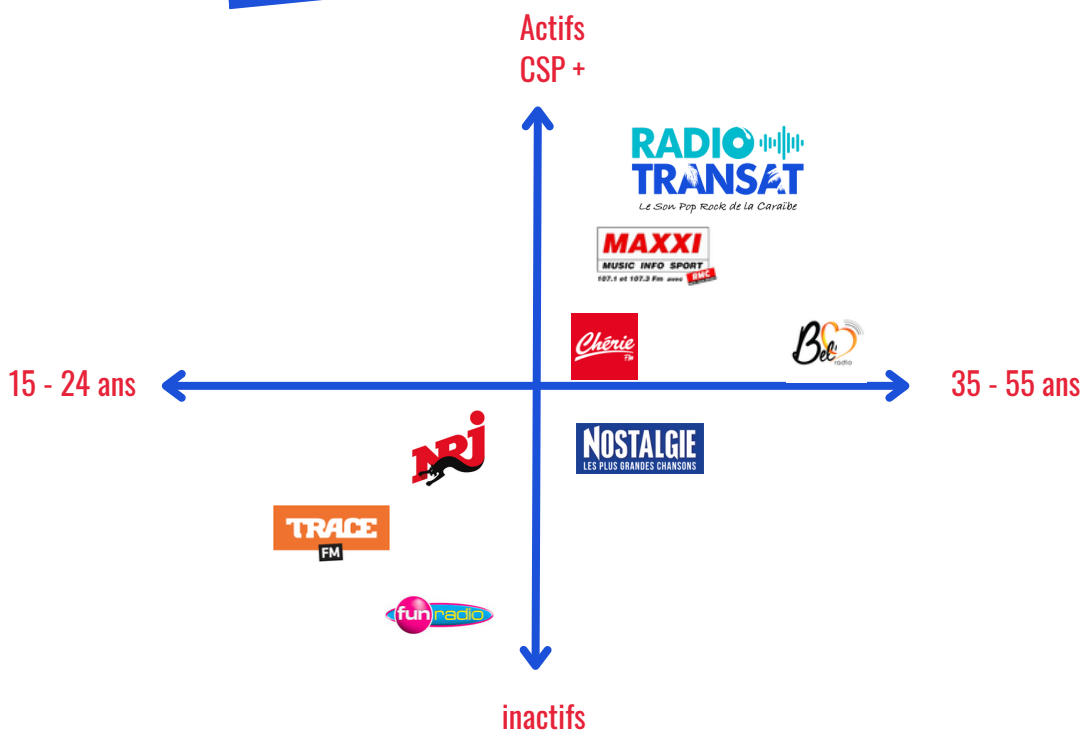 Actifs
CSP +
RADIO
TRANSAT
Le Son Pop Rock de la Caraïbe
MAXXI
MUSIC INFO SPORT
107.1 et 107.3 Fm avec RMC
Chérie
FM
Bel'
radio
15 - 24 ans
35 - 55 ans
NRJ
NOSTALGIE
LES PLUS GRANDES CHANSONS
TRACE
FM
fun radio
inactifs